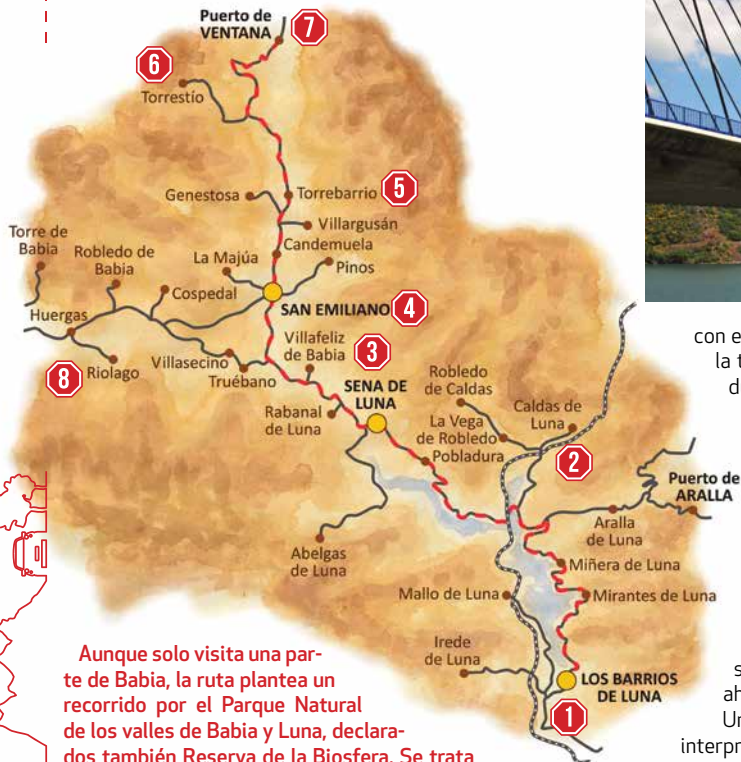 Puerto de
VENTANA
7
6
Torrestío
Genestosa
Torrebarrio
5
Villargusán
Torre de
Babia
Robledo de
Babia
La Majúa
Candemuela
Pinos
Cospedal
Huergas
SAN EMILIANO
4
8
Riolago
Villasecino
Truébano
Villafeliz
de Babia
3
SENA DE
LUNA
Rabanal
de Luna
Robledo
de Caldas
Caldas de
Luna
La Vega
de Robledo
Pobladura
2
Puerto de
ARALLA
Aralla
de Luna
Abelgas
de Luna
Miñera de Luna
Mallo de Luna
Mirantes de Luna
Irede
de Luna
LOS BARRIOS
DE LUNA
1
Aunque solo visita una par-
te de Babia, la ruta plantea un
recorrido por el Parque Natural
de los valles de Babia y Luna, declara-
dos también Reserva de la Biosfera. Se trata
con e
la t
d
s
ah
Un
interpr